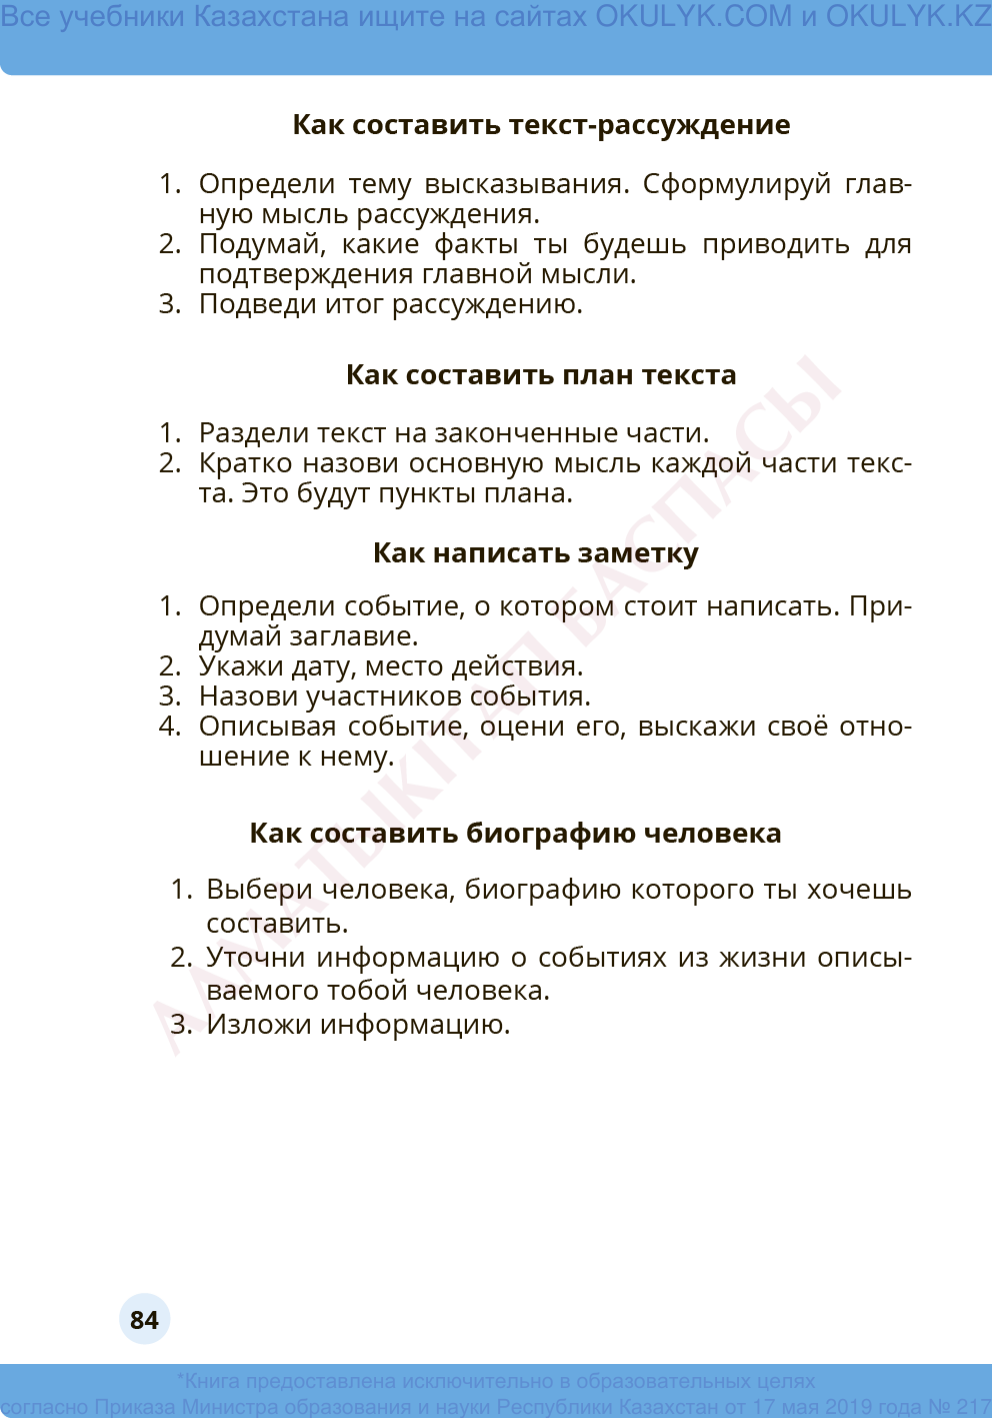 Все учебники Казахстана ищите на сайтах OKULYK.COM и OKULYK.KZ
Как составить текст-рассуждение
1. Определи тему высказывания. Сформулируй глав-
ную мысль рассуждения.
2. Подумай, какие факты ты будешь приводить для
подтверждения главной мысли.
3. Подведи итог рассуждению.
Как составить план текста
1. Раздели текст на законченные части.
2. Кратко назови основную мысль каждой части текс-
та. Это будут пункты плана.
Как написать заметку
1. Определи событие, о котором стоит написать. При-
думай заглавие.
2. Укажи дату, место действия.
3. Назови участников события.
4. Описывая событие, оцени его, выскажи своё отно-
шение к нему.
Как составить биографию человека
1. Выбери человека, биографию которого ты хочешь
составить.
2. Уточни информацию о событиях из жизни описы-
ваемого тобой человека.
3. Изложи информацию.
АЛМАТЫКІТАП БАСПАСЫ
84
*Книга предоставлена исключительно в образовательных целях
согласно Приказа Министра образования и науки Республики Казахстан от 17 мая 2019 года № 217